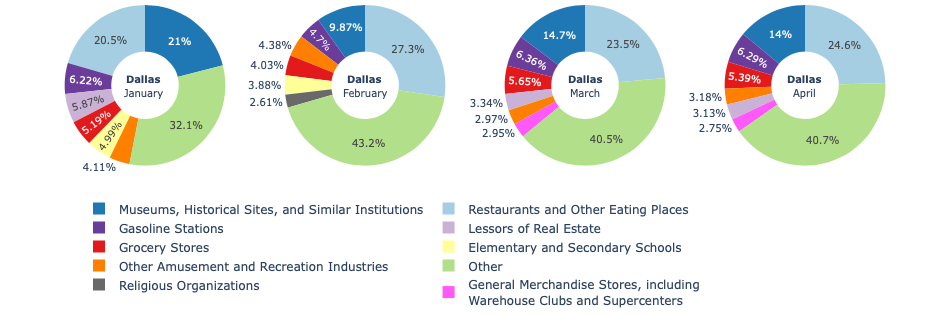 20.5%
21%
6.22%
5.87%
5.19%
4.99%
4.11%
32.1%
Dallas
January
4.38%
4.7%
9.87%
27.3%
4.03%
3.88%
2.61%
43.2%
Dallas
February
14.7%
23.5%
6.36%
5.65%
3.34%
2.97%
2.95%
40.5%
Dallas
March
14%
24.6%
6.29%
5.39%
3.18%
3.13%
2.75%
40.7%
Dallas
April
Museums, Historical Sites, and Similar Institutions
Gasoline Stations
Grocery Stores
Other Amusement and Recreation Industries
Religious Organizations
Restaurants and Other Eating Places
Lessors of Real Estate
Elementary and Secondary Schools
Other
General Merchandise Stores, including
Warehouse Clubs and Supercenters